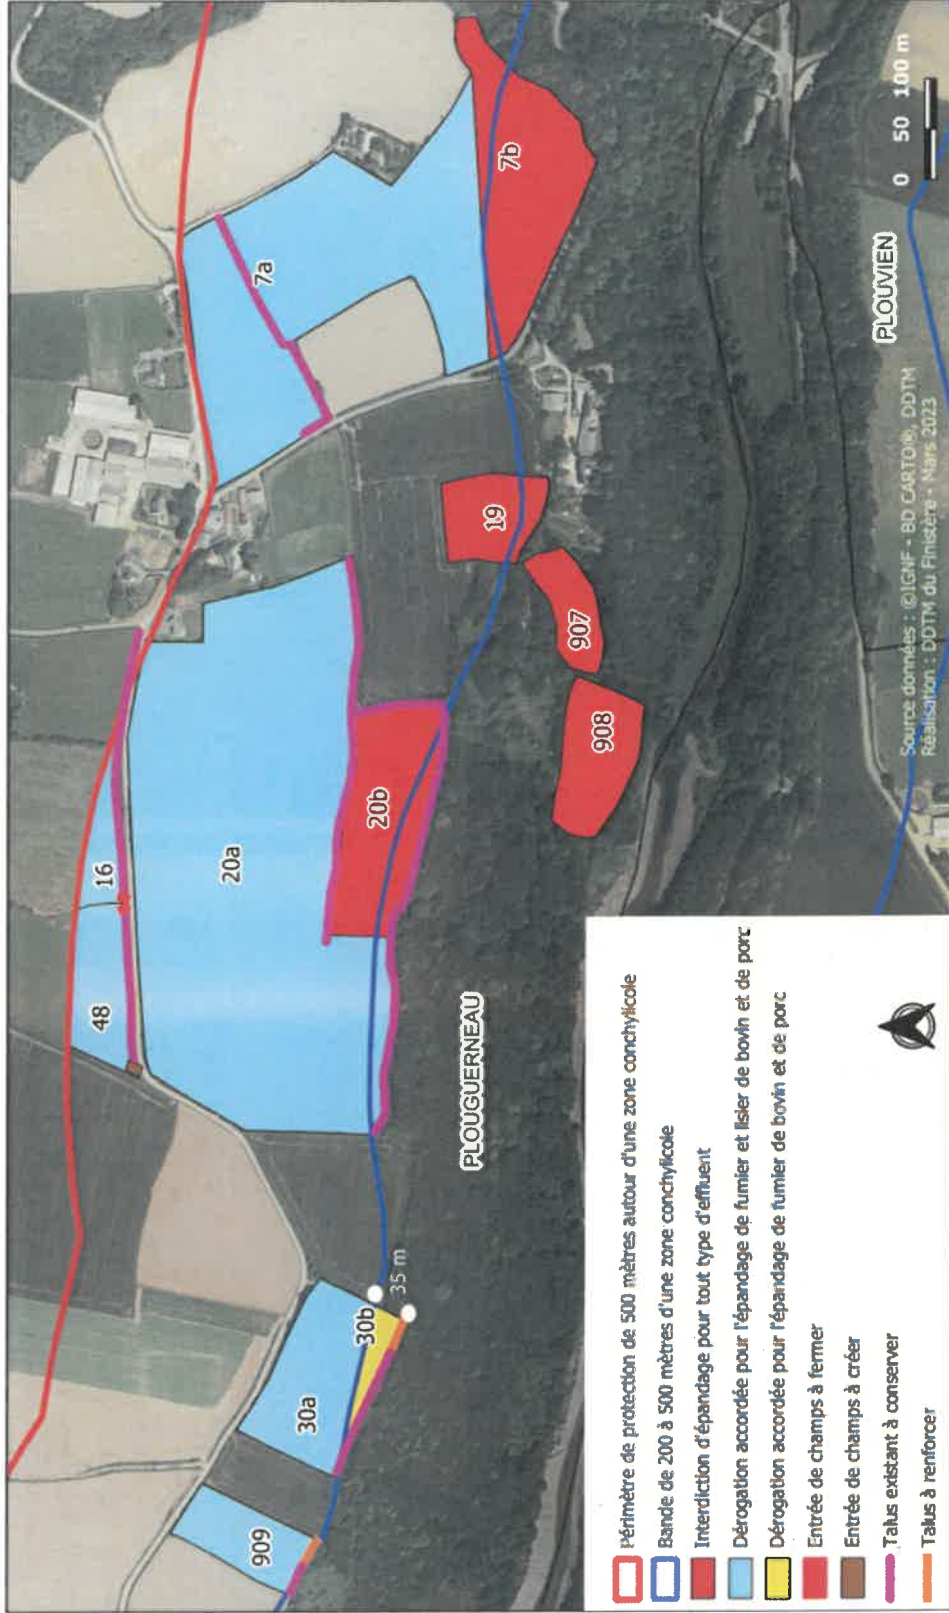 909
30a
30b
35 m
48
16
20a
20b
7a
7b
19
907
908
PLOUGUERNEAU
PLOUVIEN
Périmètre de protection de 500 mètres autour d'une zone conchylicole
Bande de 200 à 500 mètres d'une zone conchylicole
Interdiction d'épandage pour tout type d'effluent
Dérogation accordée pour l'épandage de fumier et lisier de bovin et de porc
Dérogation accordée pour l'épandage de fumier de bovin et de porc
Entrée de champs à fermer
Entrée de champs à créer
Talus existant à conserver
Talus à renforcer
0 50 100 m
Source données : ©IGNF - BD CARTO®, DDTM
Réalisation : DDTM du Finistère - Mars 2023